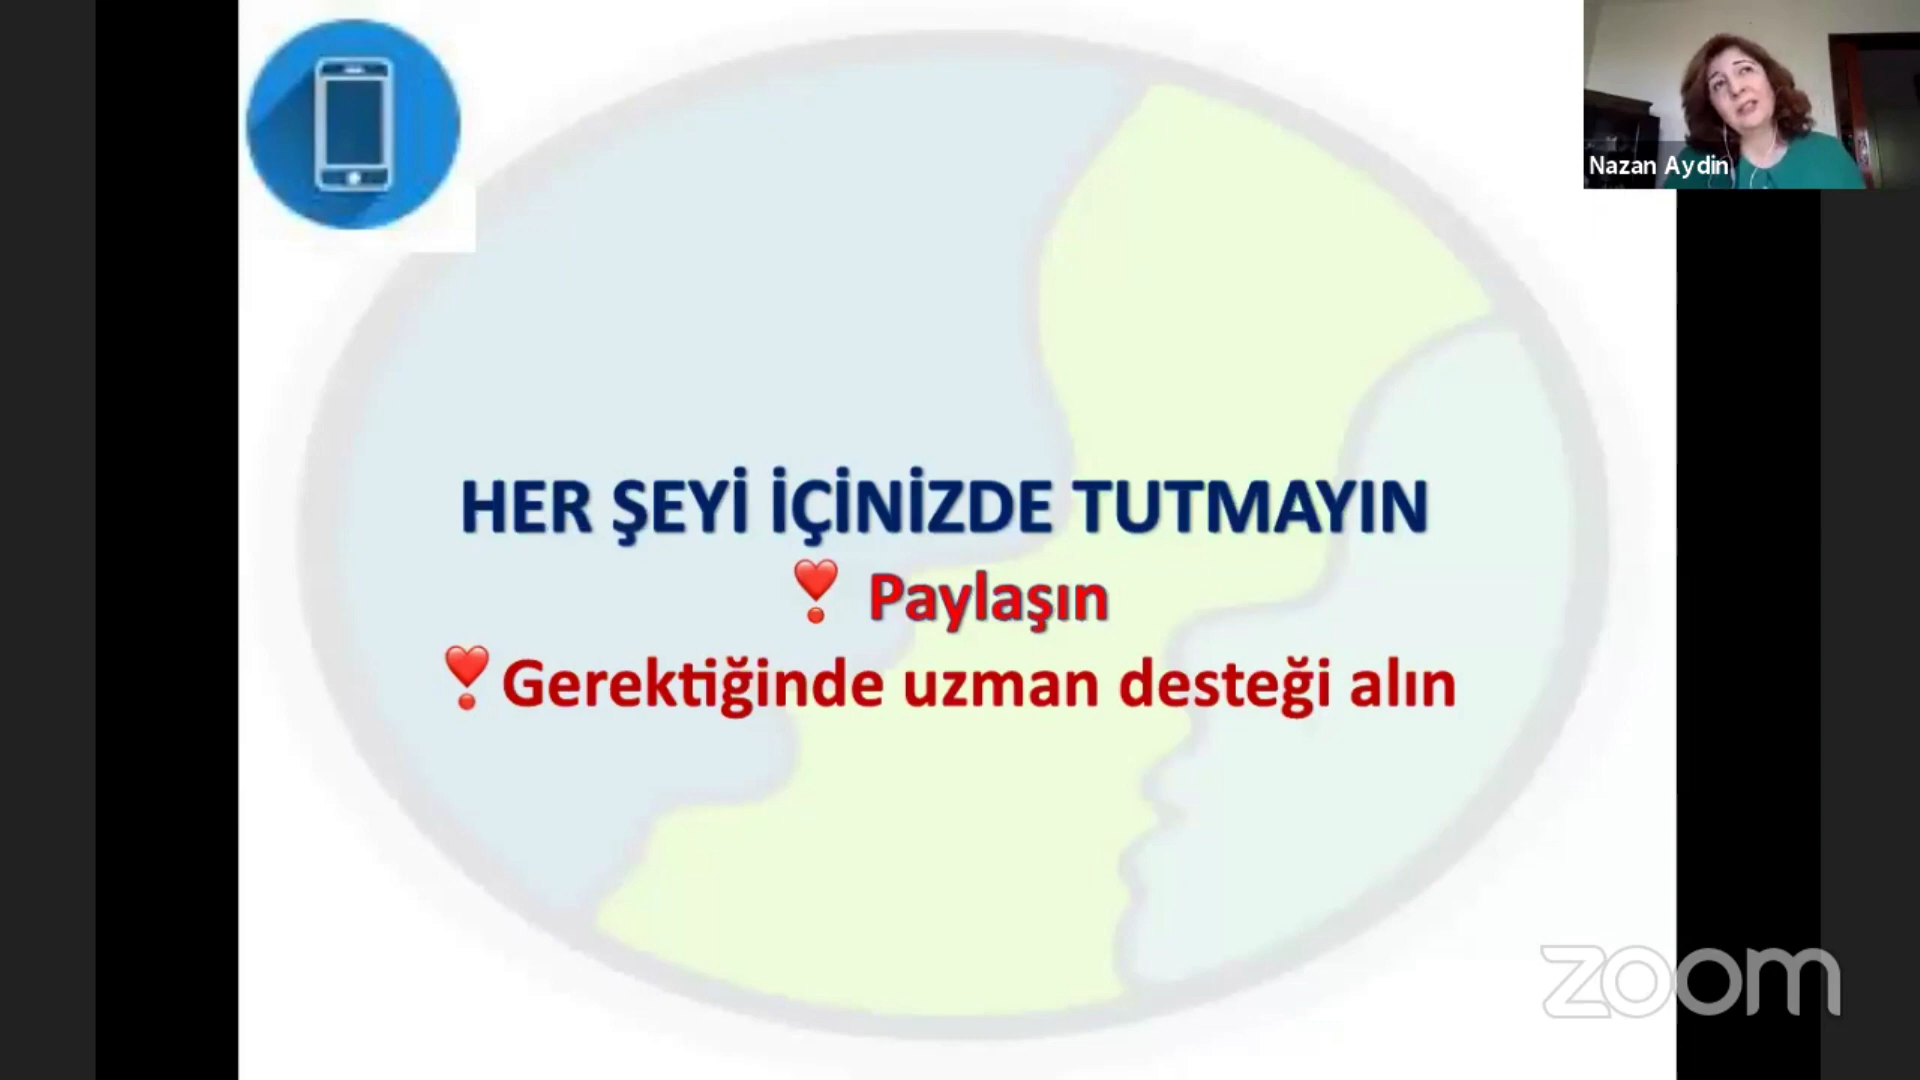 Nazan Aydin
HER ŞEYİ İÇİNİZDE TUTMAYIN
❣ Paylaşın
❣Gerektiğinde uzman desteği alın
zoom